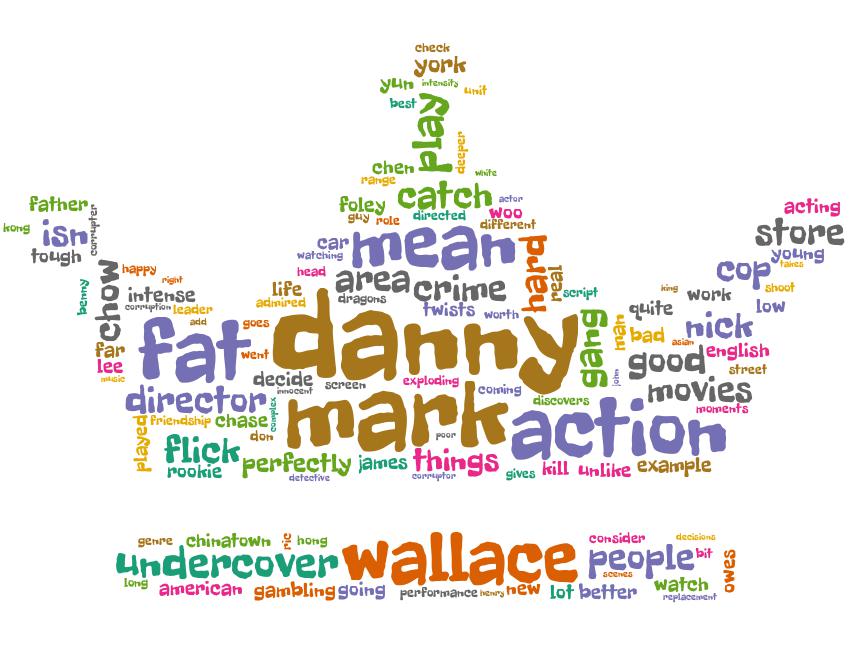 check
york
yun intensity unit
best
play
deeper
chen white
range
foley catch actor
guy role directed woo
different
father
kong isn corrupter
tough
acting
store
young
cop takes
car mean hard
watching
head area crime real
happy right
benny chow intense
corruption leader
life admired dragons
twists worth script
king work shoot
quite low
add goes
fat danny gang man bad nick
asian english
far
lee went
music
decide screen exploding coming john good street
innocent
director mark discovers movies
moments
played friendship chase complex
don poor action
flick
rookie perfectly james things
detective corruptor gives kill unlike example
genre chinatown ric hong
consider decisions
undercover wallace people bit
scenes owes
long american gambling going performance henry new lot better watch
replacement